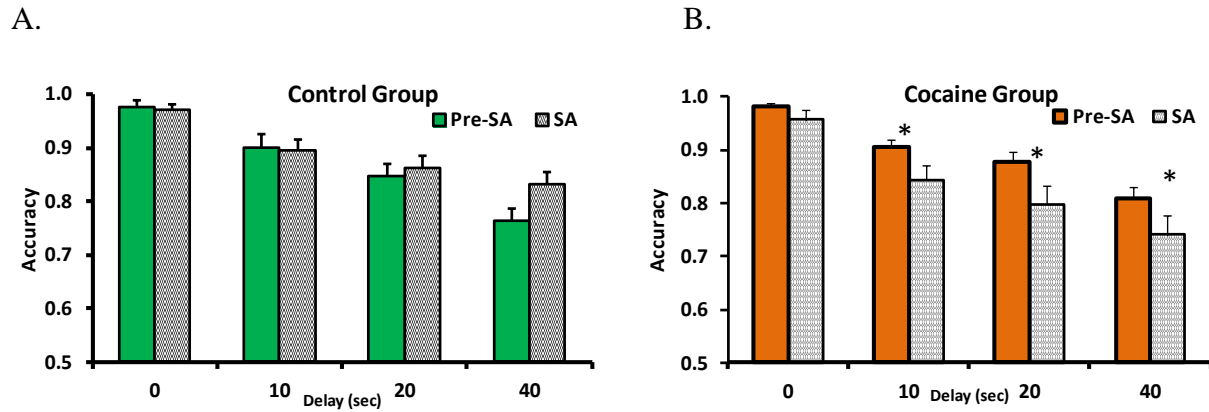 A.
Control Group
Pre-SA SA
1.0
0.9
0.8
0.7
0.6
0.5
Accuracy
0 10 20 40
Delay (sec)
B.
Cocaine Group
Pre-SA SA
1.0
0.9
0.8
0.7
0.6
0.5
Accuracy
*
*
*
0 10 20 40
Delay (sec)